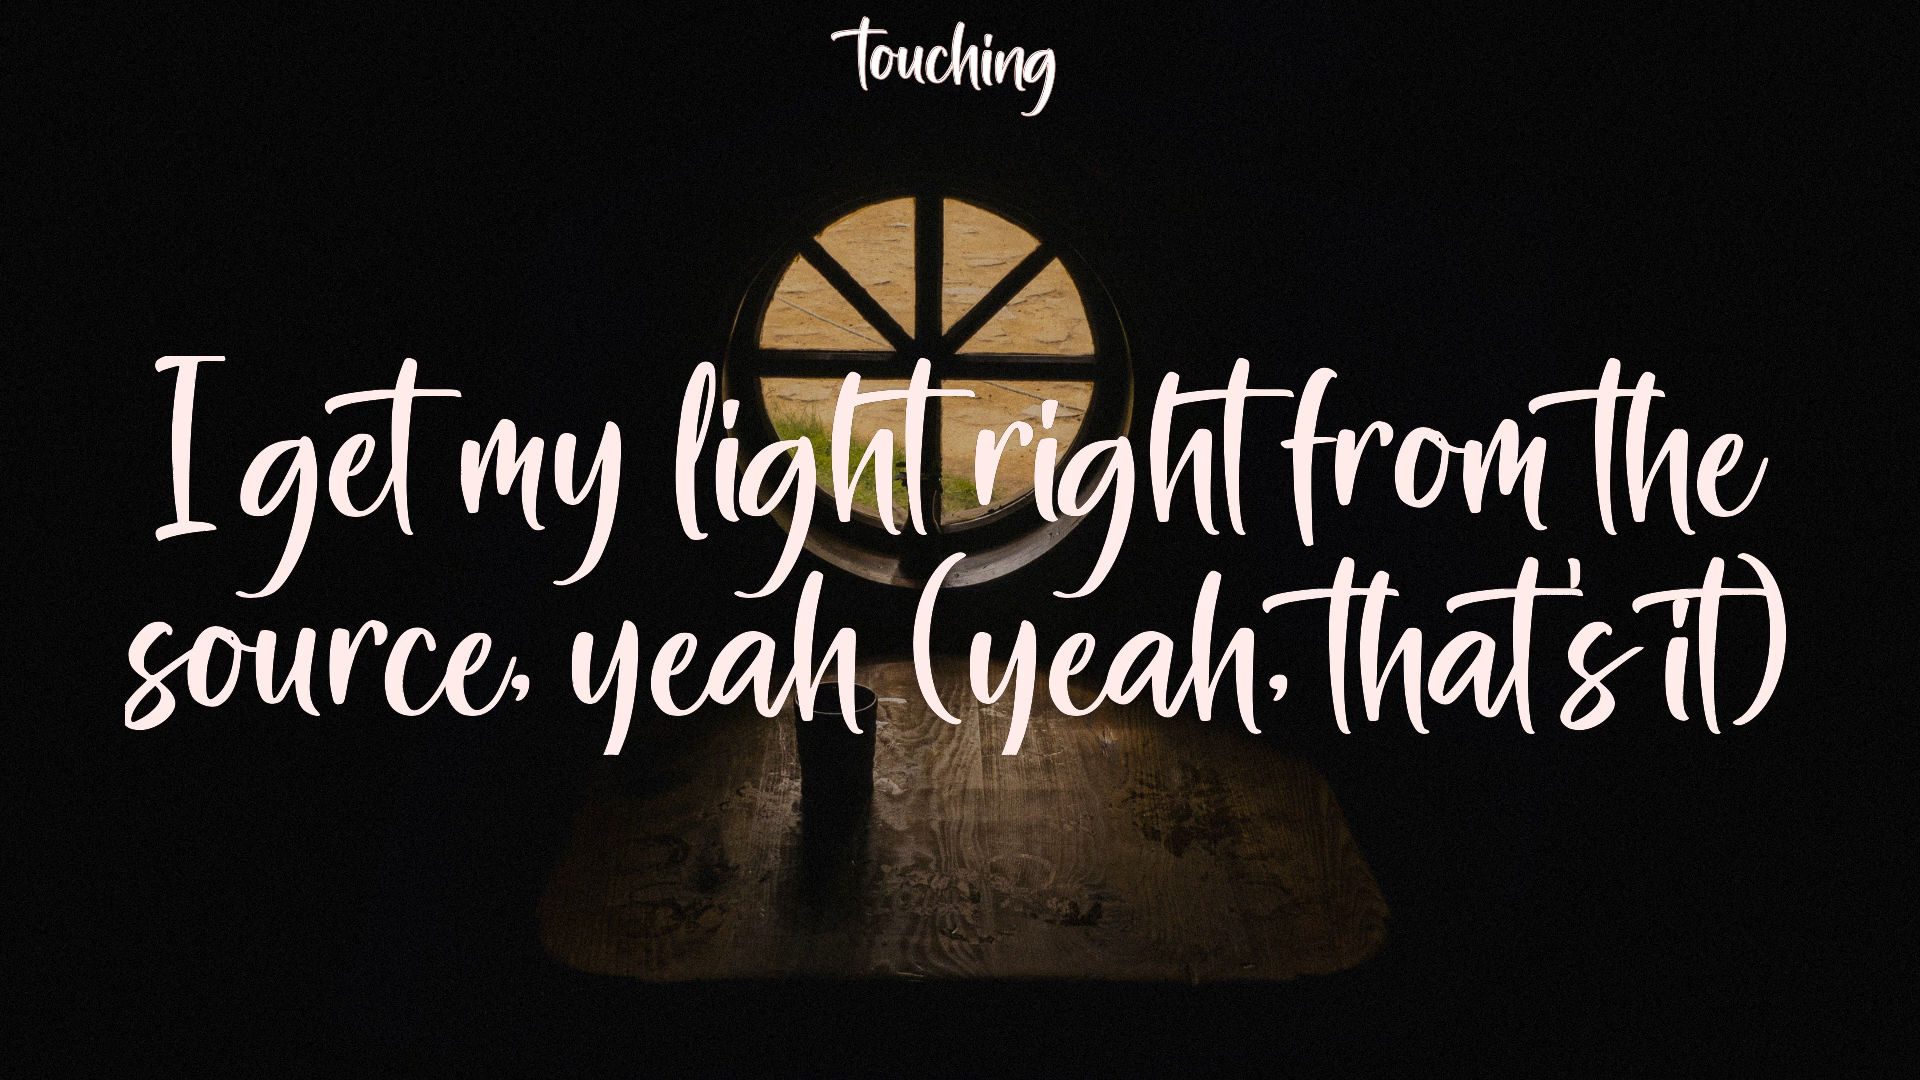 Touching
I get my light right from the
source, yeah (yeah, that's it)